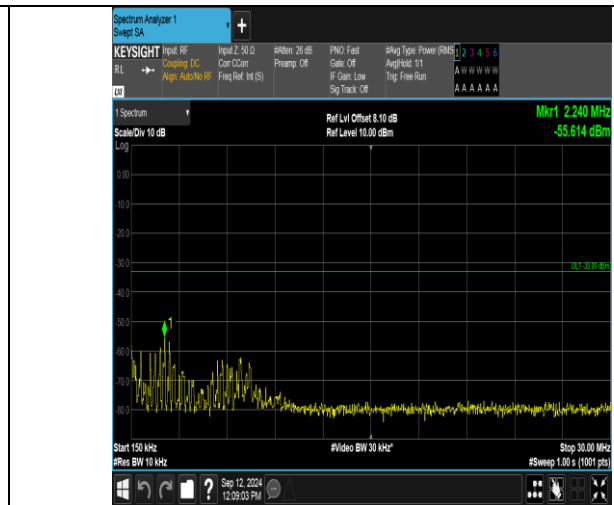 Spectrum Analyzer 1
Swept SA
+
KEYSIGHT Input: RF Input Z: 50 Ω #Atten: 26 dB PNO: Fast #Avg Type: Power (RMS 1 2 3 4 5 6
RL Coupling: DC Corr CCorr Preamp: Off Gate: Off Avg|Hold: 1/1 A W W W W W
Align: Auto/No RF Freq Ref: Int (S) IF Gain: Low Trig: Free Run
Sig Track: Off A A A A A A
LXI
1 Spectrum Ref Lvl Offset 8.10 dB Mkr1 2.240 MHz
Scale/Div 10 dB Ref Level 10.00 dBm -55.614 dBm
Log
0.00
-10.0
-20.0
-30.0 DL1 -33.00 dBm
-40.0
-50.0
1
-60.0
-70.0
-80.0
Start 150 kHz #Video BW 30 kHz* Stop 30.00 MHz
#Res BW 10 kHz #Sweep 1.00 s (1001 pts)
? Sep 12, 2024
12:09:03 PM